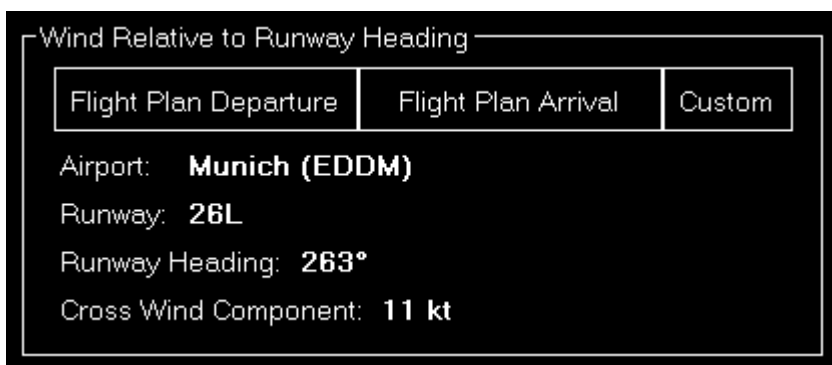 Wind Relative to Runway Heading
Flight Plan Departure Flight Plan Arrival Custom
Airport: Munich (EDDM)
Runway: 26L
Runway Heading: 263°
Cross Wind Component: 11 kt